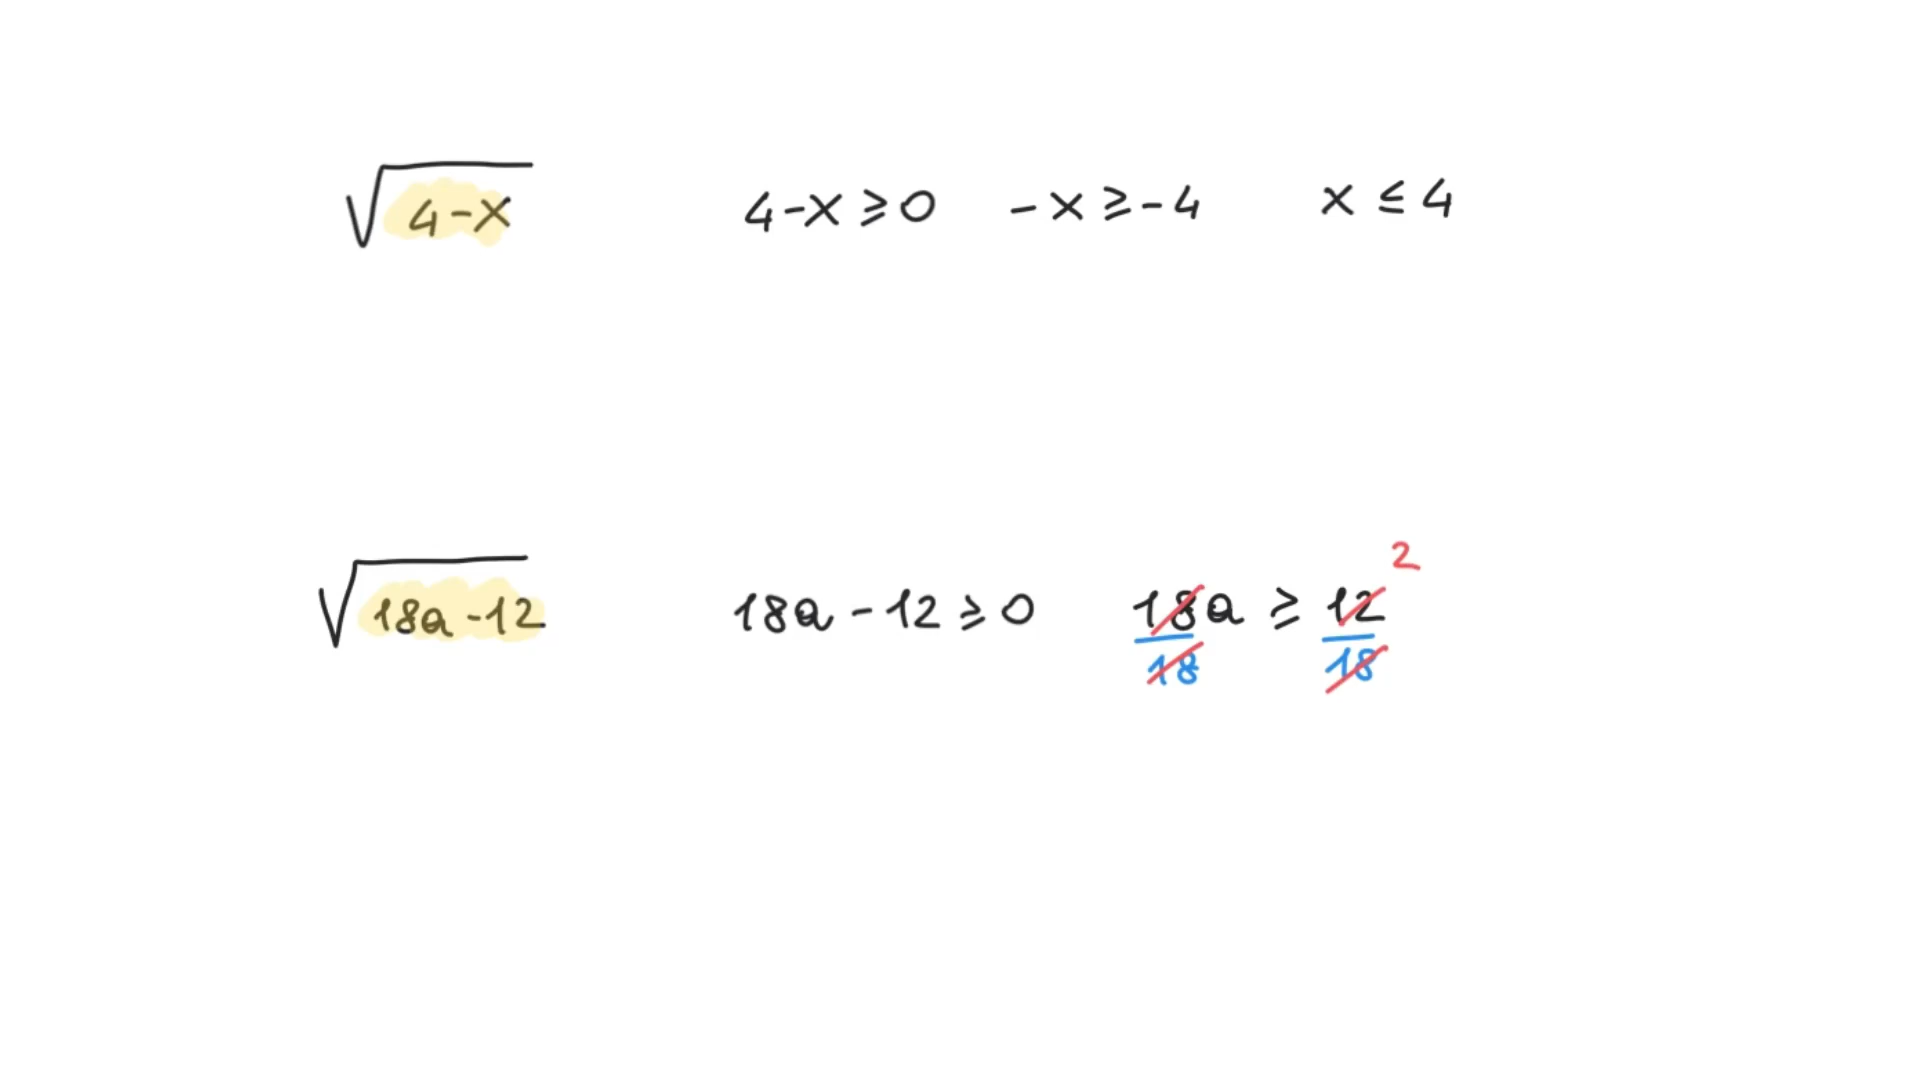 √4-x 4-x ≥ 0 -x ≥ -4 x ≤ 4
√18a-12 18a-12 ≥ 0 18a/18 ≥ 12/18 2